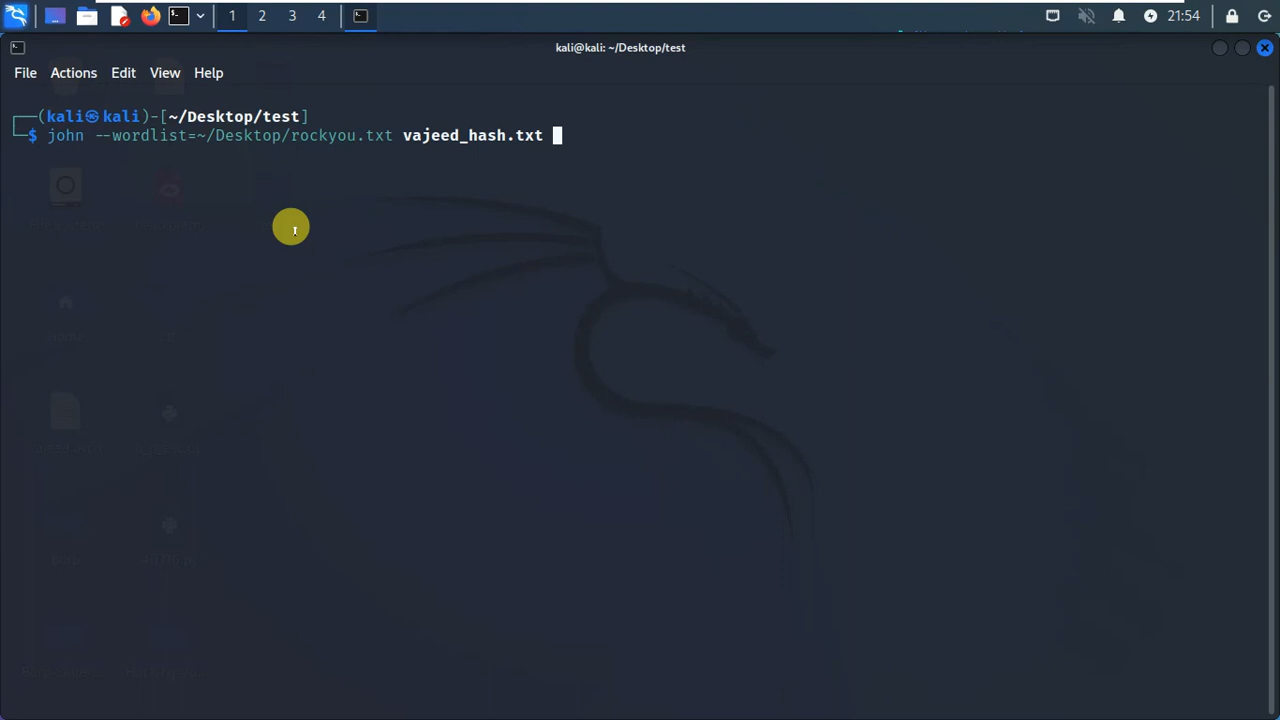 1 2 3 4 21:54
kali@kali: ~/Desktop/test
File Actions Edit View Help
┌──(kali㉿kali)-[~/Desktop/test]
└─$ john --wordlist=~/Desktop/rockyou.txt vajeed_hash.txt